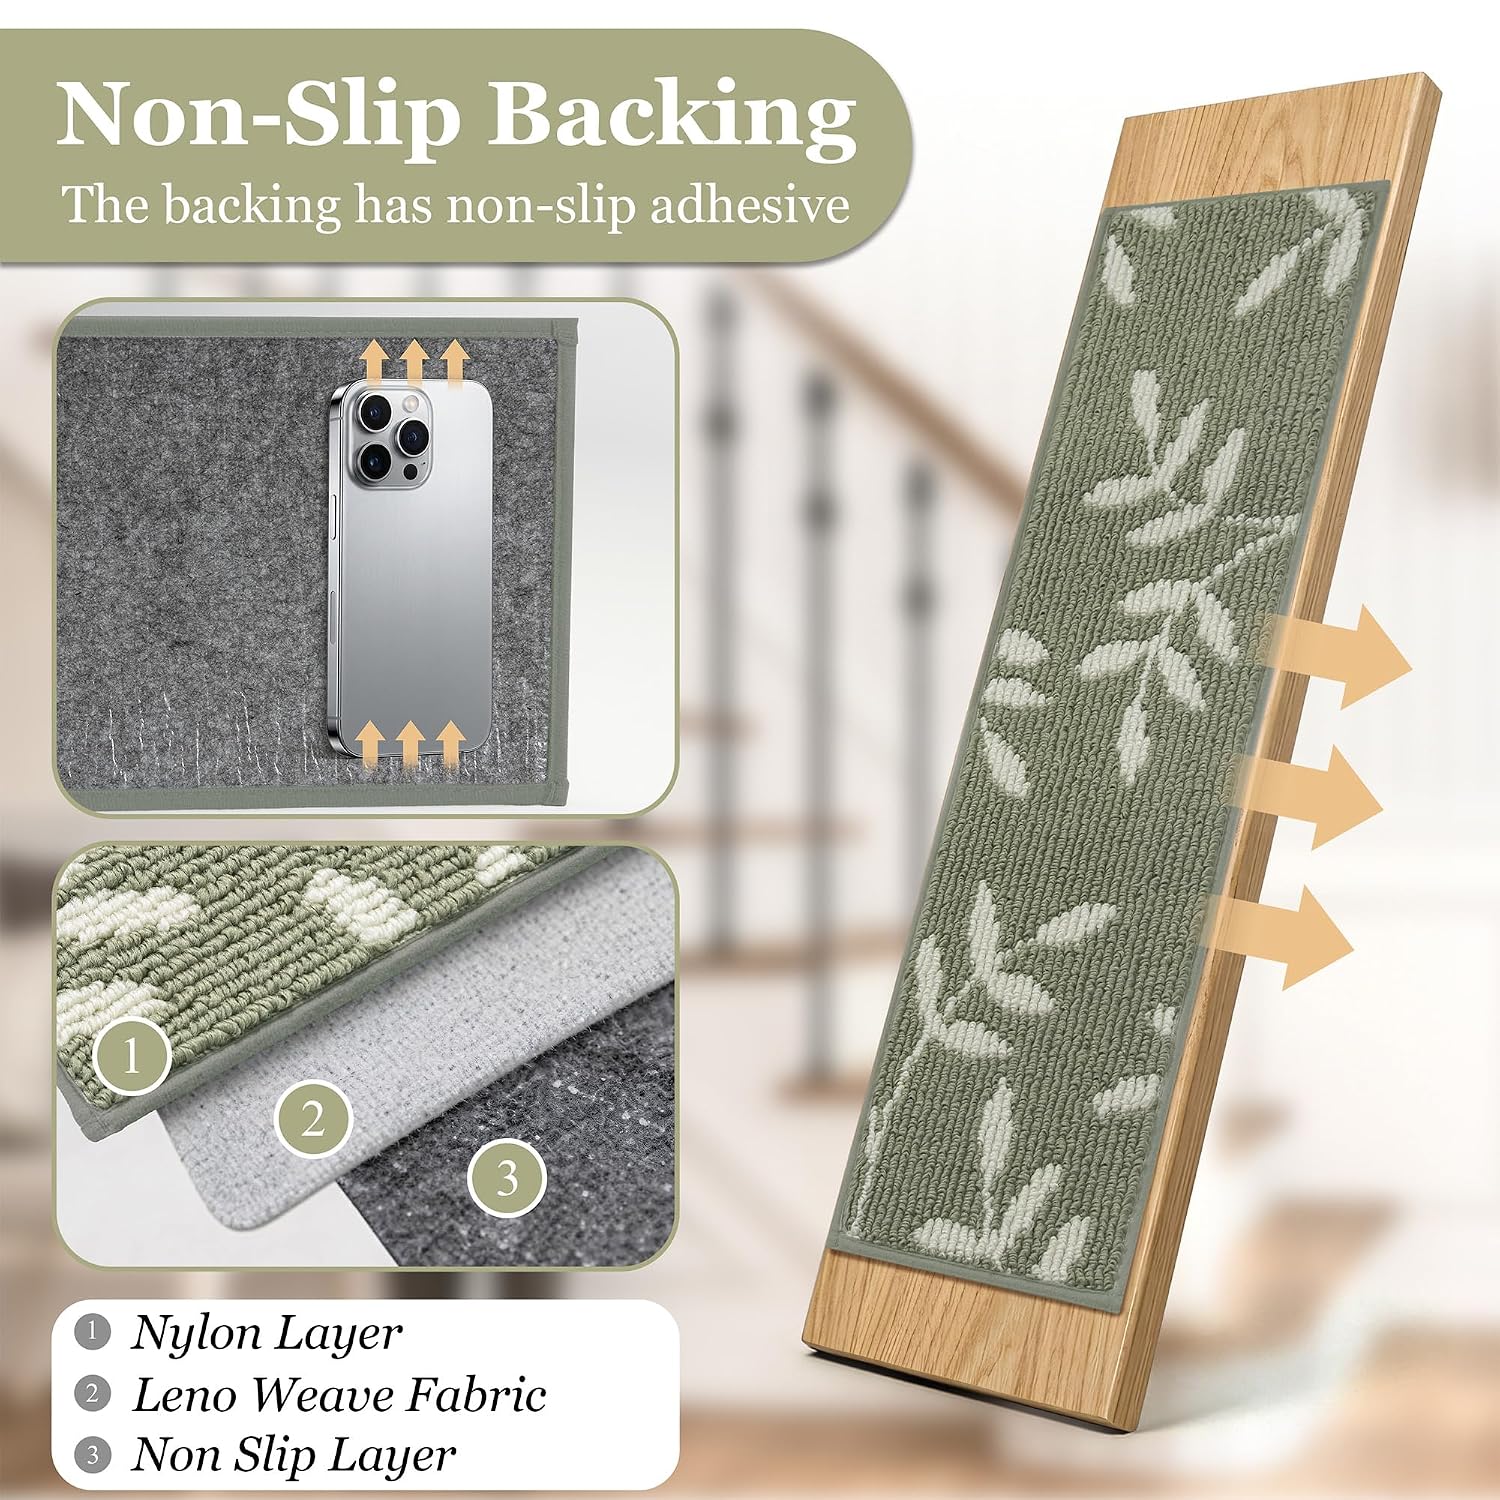 Non-Slip Backing
The backing has non-slip adhesive
1
2
3
1 Nylon Layer
2 Leno Weave Fabric
3 Non Slip Layer